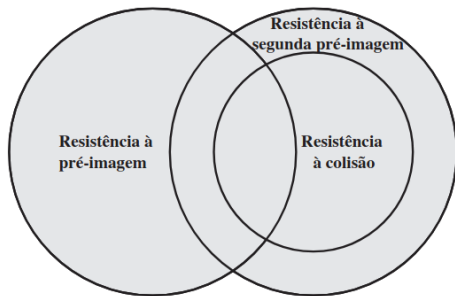 Resistência à
segunda pré-imagem
Resistência à
pré-imagem
Resistência
à colisão